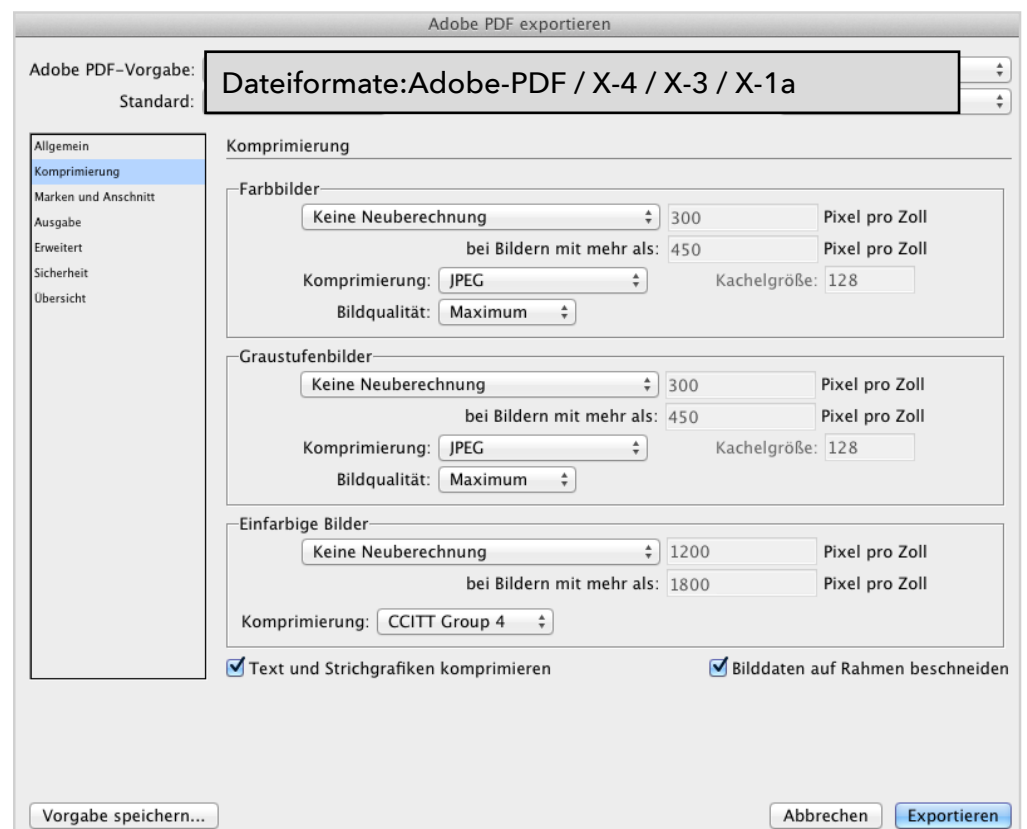 Adobe PDF exportieren
Adobe PDF-Vorgabe:
Dateiformate:Adobe-PDF / X-4 / X-3 / X-1a
Standard:
Allgemein
Komprimierung
Marken und Anschnitt
Ausgabe
Erweitert
Sicherheit
Übersicht
Komprimierung
Farbbilder
Keine Neuberechnung 300 Pixel pro Zoll
bei Bildern mit mehr als: 450 Pixel pro Zoll
Komprimierung: JPEG Kachelgröße: 128
Bildqualität: Maximum
Graustufenbilder
Keine Neuberechnung 300 Pixel pro Zoll
bei Bildern mit mehr als: 450 Pixel pro Zoll
Komprimierung: JPEG Kachelgröße: 128
Bildqualität: Maximum
Einfarbige Bilder
Keine Neuberechnung 1200 Pixel pro Zoll
bei Bildern mit mehr als: 1800 Pixel pro Zoll
Komprimierung: CCITT Group 4
Text und Strichgrafiken komprimieren Bilddaten auf Rahmen beschneiden
Vorgabe speichern... Abbrechen Exportieren